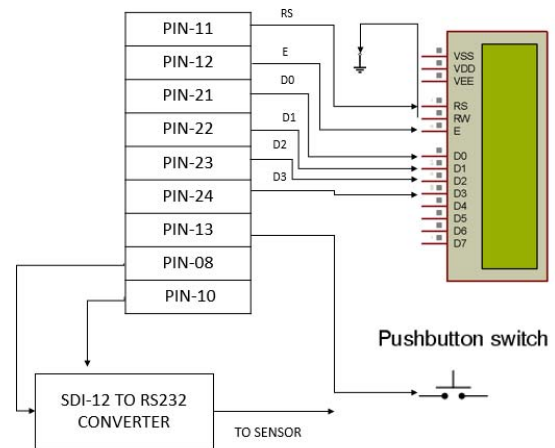 PIN-11
PIN-12
PIN-21
PIN-22
PIN-23
PIN-24
PIN-13
PIN-08
PIN-10
RS
E
D0
D1
D2
D3
VSS
VDD
VEE
RS
RW
E
D0
D1
D2
D3
D4
D5
D6
D7
Pushbutton switch
SDI-12 TO RS232
CONVERTER
TO SENSOR